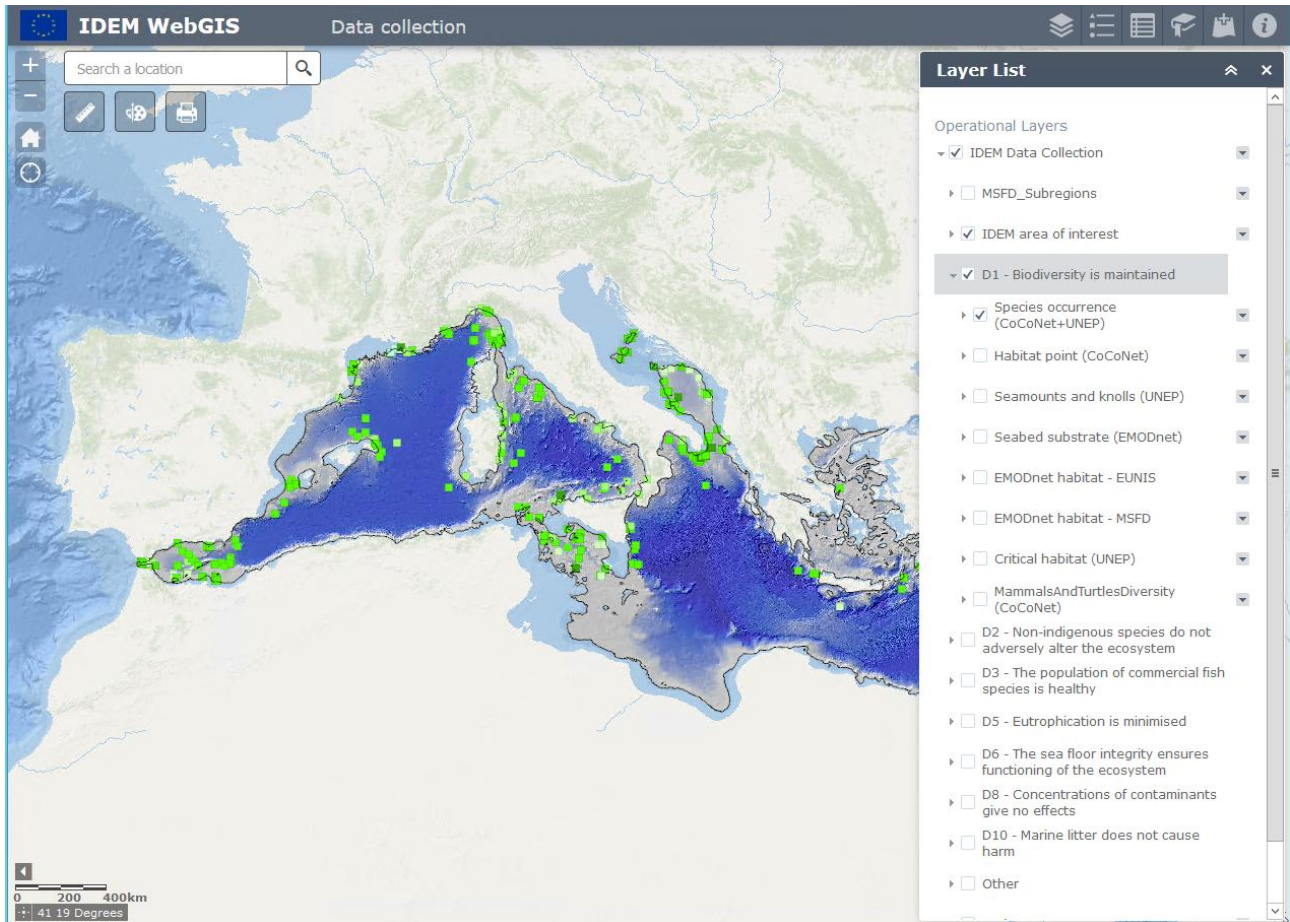 IDEM WebGIS
Data collection
Search a location
Layer List
Operational Layers
IDEM Data Collection
MSFD_Subregions
IDEM area of interest
D1 - Biodiversity is maintained
Species occurrence
(CoCoNet+UNEP)
Habitat point (CoCoNet)
Seamounts and knolls (UNEP)
Seabed substrate (EMODnet)
EMODnet habitat - EUNIS
EMODnet habitat - MSFD
Critical habitat (UNEP)
MammalsAndTurtlesDiversity
(CoCoNet)
D2 - Non-indigenous species do not
adversely alter the ecosystem
D3 - The population of commercial fish
species is healthy
D5 - Eutrophication is minimised
D6 - The sea floor integrity ensures
functioning of the ecosystem
D8 - Concentrations of contaminants
give no effects
D10 - Marine litter does not cause
harm
Other
0 200 400km
41 19 Degrees